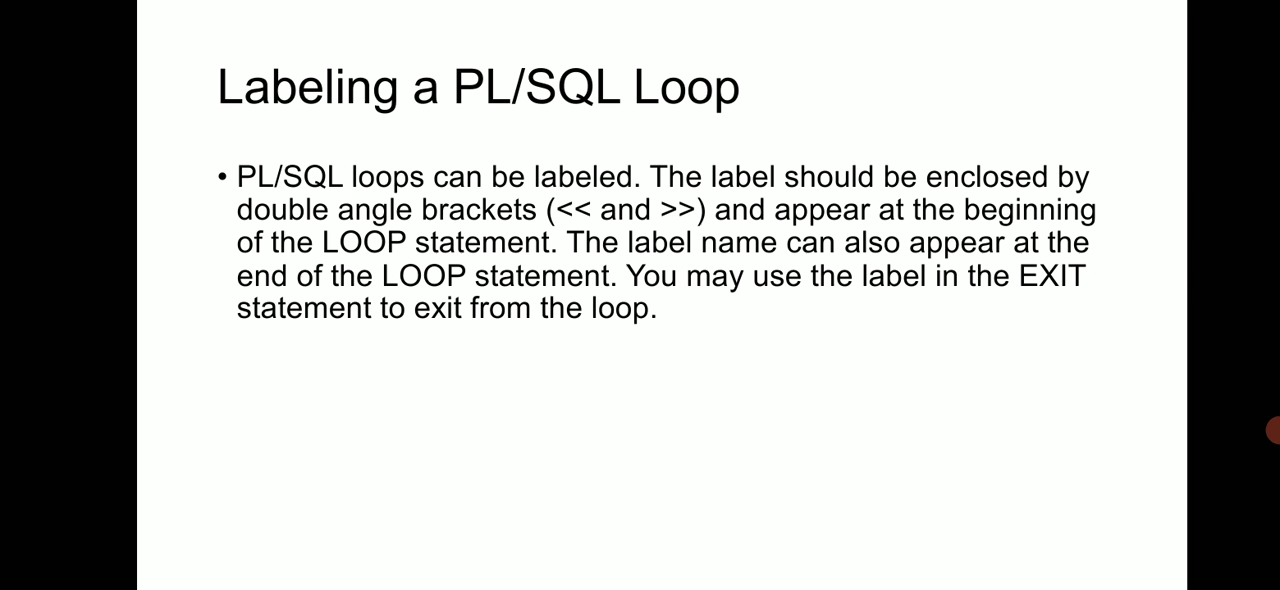 Labeling a PL/SQL Loop
• PL/SQL loops can be labeled. The label should be enclosed by
double angle brackets (<< and >>) and appear at the beginning
of the LOOP statement. The label name can also appear at the
end of the LOOP statement. You may use the label in the EXIT
statement to exit from the loop.